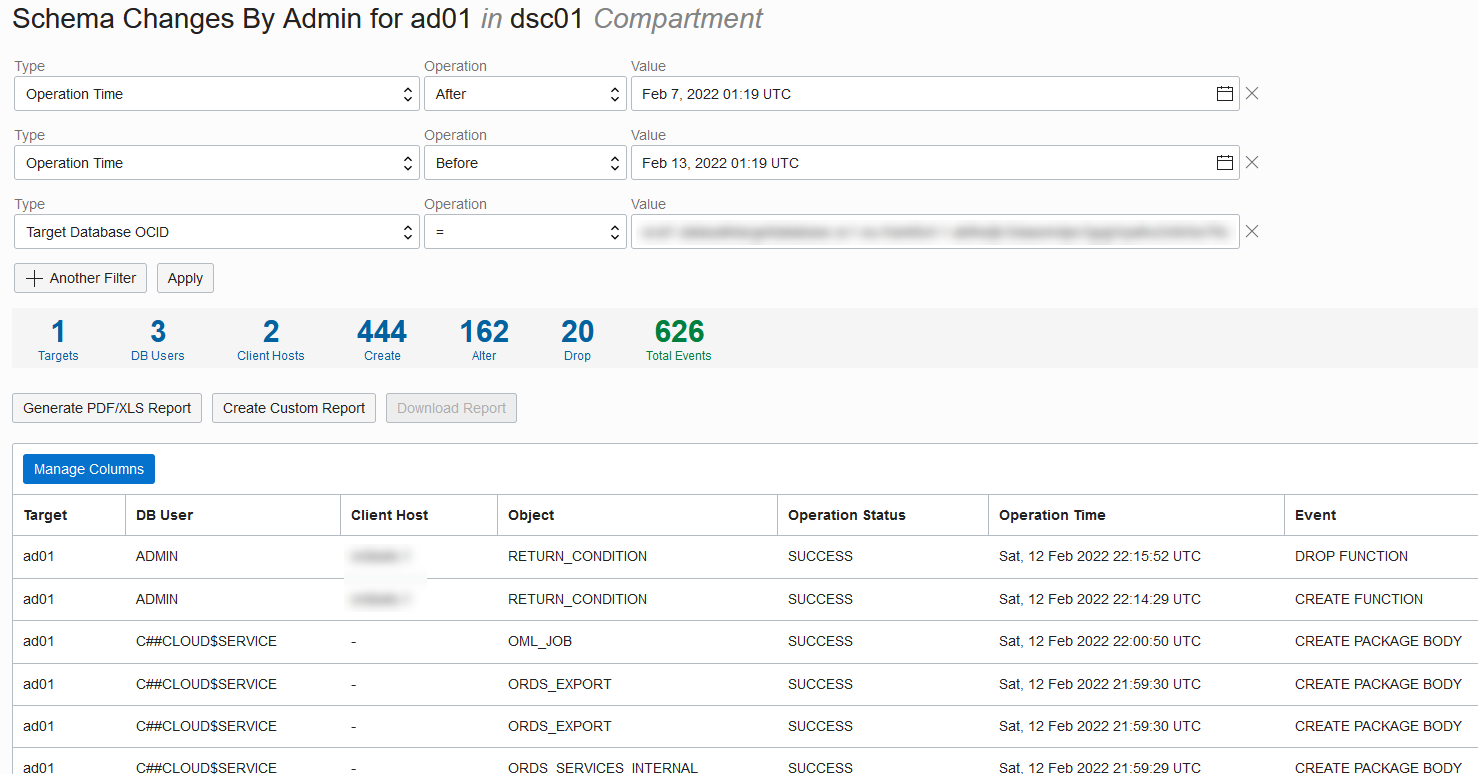 Schema Changes By Admin for ad01 in dsc01 Compartment
Type Operation Value
Operation Time After Feb 7, 2022 01:19 UTC
Type Operation Value
Operation Time Before Feb 13, 2022 01:19 UTC
Type Operation Value
Target Database OCID =
Another Filter Apply
1 3 2 444 162 20 626
Targets DB Users Client Hosts Create Alter Drop Total Events
Generate PDF/XLS Report Create Custom Report Download Report
Manage Columns
Target DB User Client Host Object Operation Status Operation Time Event
ad01 ADMIN RETURN_CONDITION SUCCESS Sat, 12 Feb 2022 22:15:52 UTC DROP FUNCTION
ad01 ADMIN RETURN_CONDITION SUCCESS Sat, 12 Feb 2022 22:14:29 UTC CREATE FUNCTION
ad01 C##CLOUD$SERVICE - OML_JOB SUCCESS Sat, 12 Feb 2022 22:00:50 UTC CREATE PACKAGE BODY
ad01 C##CLOUD$SERVICE - ORDS_EXPORT SUCCESS Sat, 12 Feb 2022 21:59:30 UTC CREATE PACKAGE BODY
ad01 C##CLOUD$SERVICE - ORDS_EXPORT SUCCESS Sat, 12 Feb 2022 21:59:30 UTC CREATE PACKAGE BODY
ad01 C##CLOUD$SERVICE - ORDS_SERVICES_INTERNAL SUCCESS Sat, 12 Feb 2022 21:59:29 UTC CREATE PACKAGE BODY